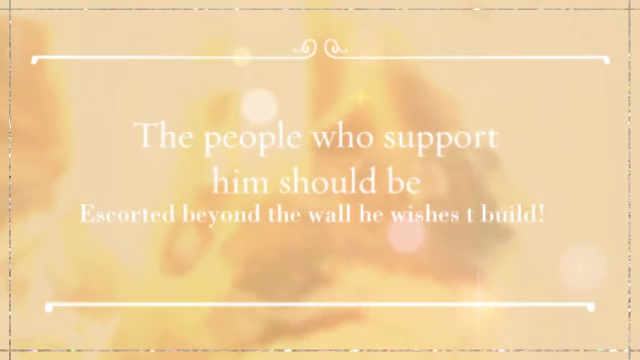 The people who support
him should be
Escorted beyond the wall he wishes t build!